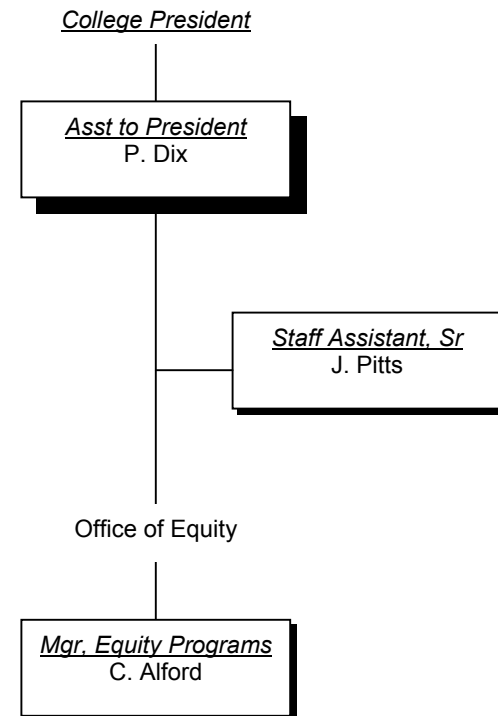 College President
Asst to President
P. Dix
Staff Assistant, Sr
J. Pitts
Office of Equity
Mgr, Equity Programs
C. Alford